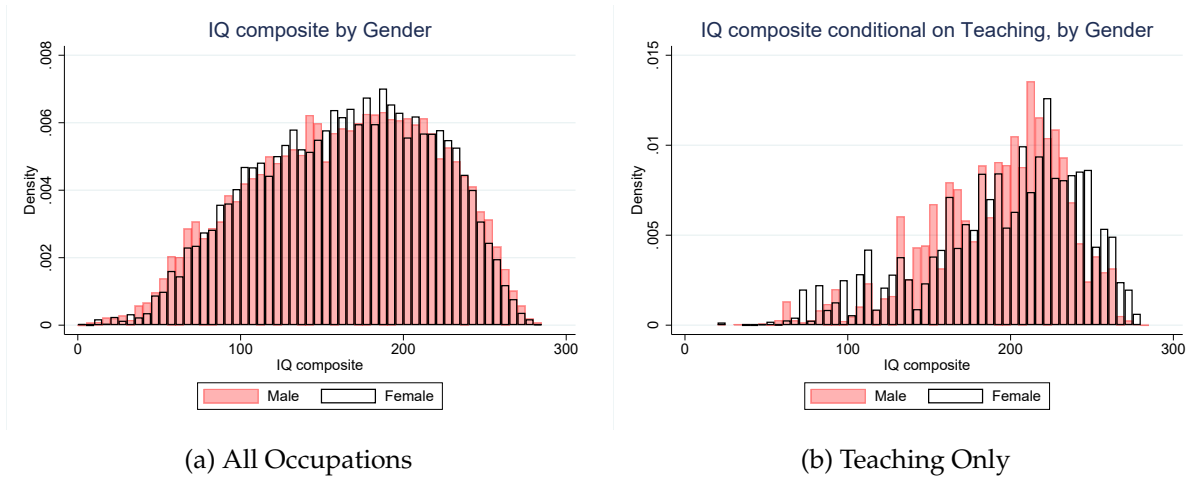 IQ composite by Gender
.008
.006
.004
.002
0
Density
0 100 200 300
IQ composite
Male Female
(a) All Occupations
IQ composite conditional on Teaching, by Gender
.015
.01
.005
0
Density
0 100 200 300
IQ composite
Male Female
(b) Teaching Only